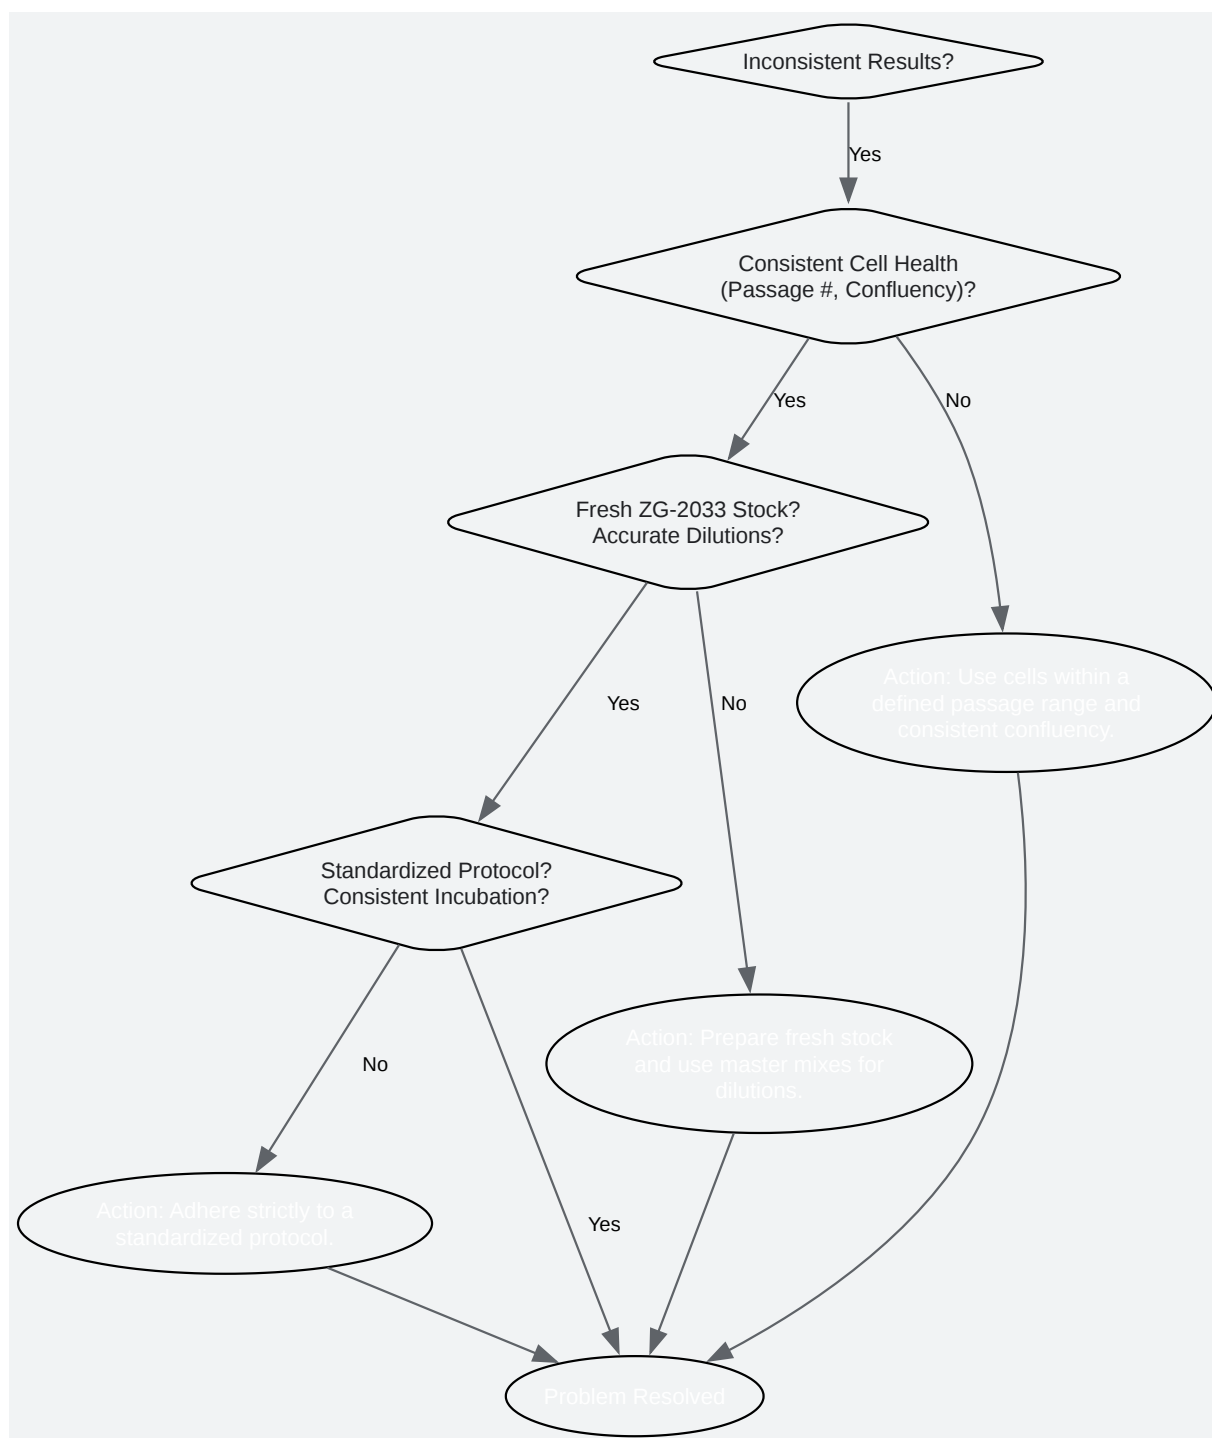 Inconsistent Results?
Yes
Consistent Cell Health
(Passage #, Confluency)?
Yes
No
Fresh ZG-2033 Stock?
Accurate Dilutions?
Action: Use cells within a
defined passage range and
consistent confluency.
Yes
No
Standardized Protocol?
Consistent Incubation?
Action: Prepare fresh stock
and use master mixes for
dilutions.
No
Action: Adhere strictly to a
standardized protocol.
Yes
Problem Resolved